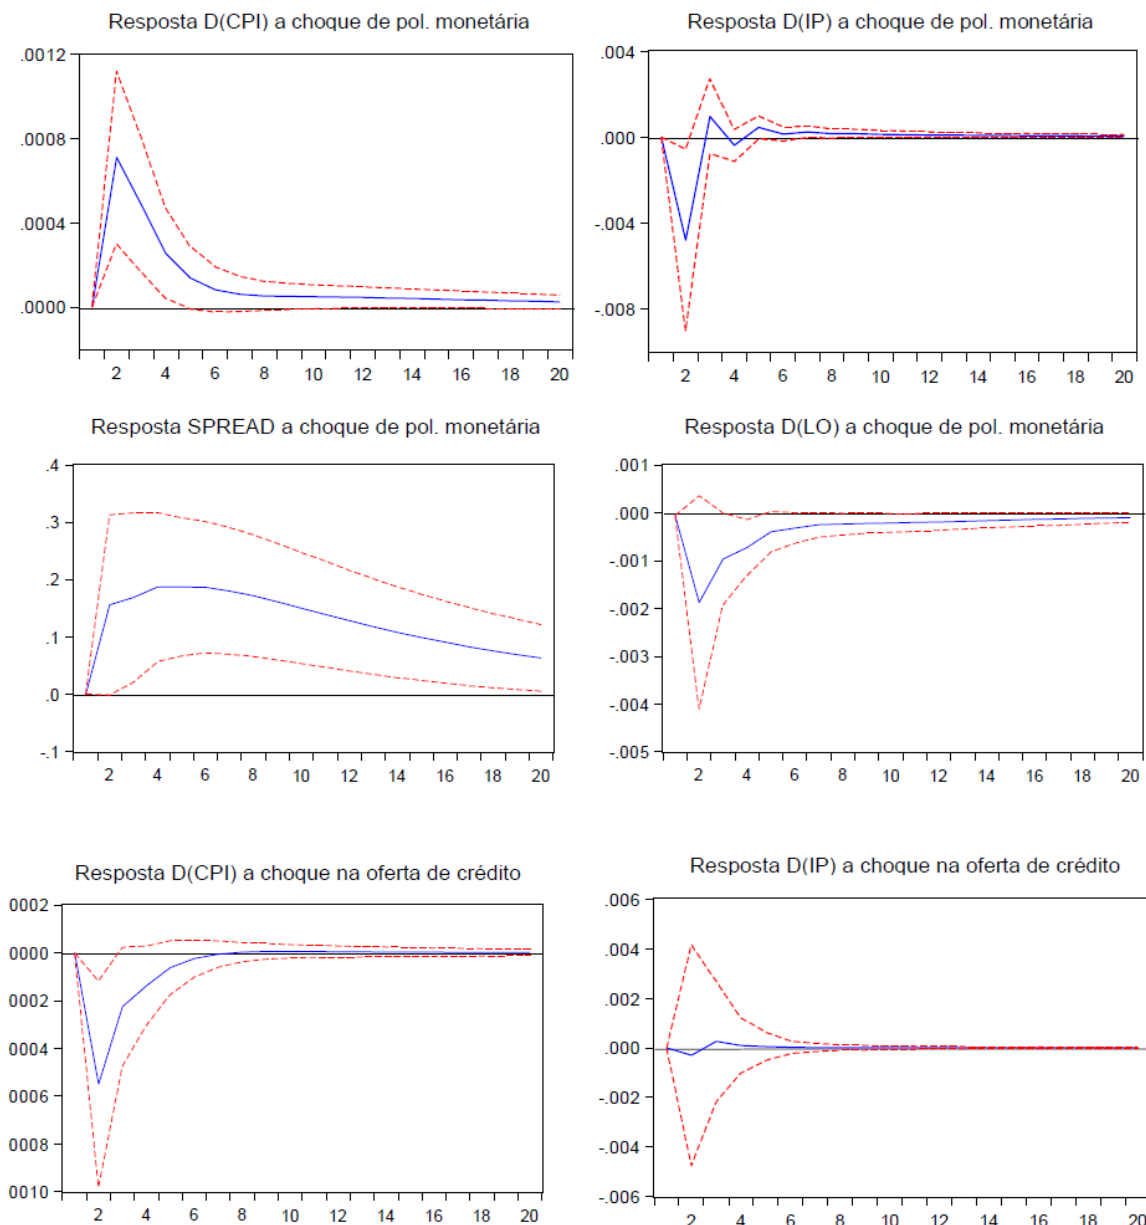 Resposta D(CPI) a choque de pol. monetária
.0012
.0008
.0004
.0000
2 4 6 8 10 12 14 16 18 20
Resposta D(IP) a choque de pol. monetária
.004
.000
-.004
-.008
2 4 6 8 10 12 14 16 18 20
Resposta SPREAD a choque de pol. monetária
.4
.3
.2
.1
.0
-.1
2 4 6 8 10 12 14 16 18 20
Resposta D(LO) a choque de pol. monetária
.001
.000
-.001
-.002
-.003
-.004
-.005
2 4 6 8 10 12 14 16 18 20
Resposta D(CPI) a choque na oferta de crédito
0002
0000
0002
0004
0006
0008
0010
2 4 6 8 10 12 14 16 18 20
Resposta D(IP) a choque na oferta de crédito
.006
.004
.002
.000
-.002
-.004
-.006
2 4 6 8 10 12 14 16 18 20